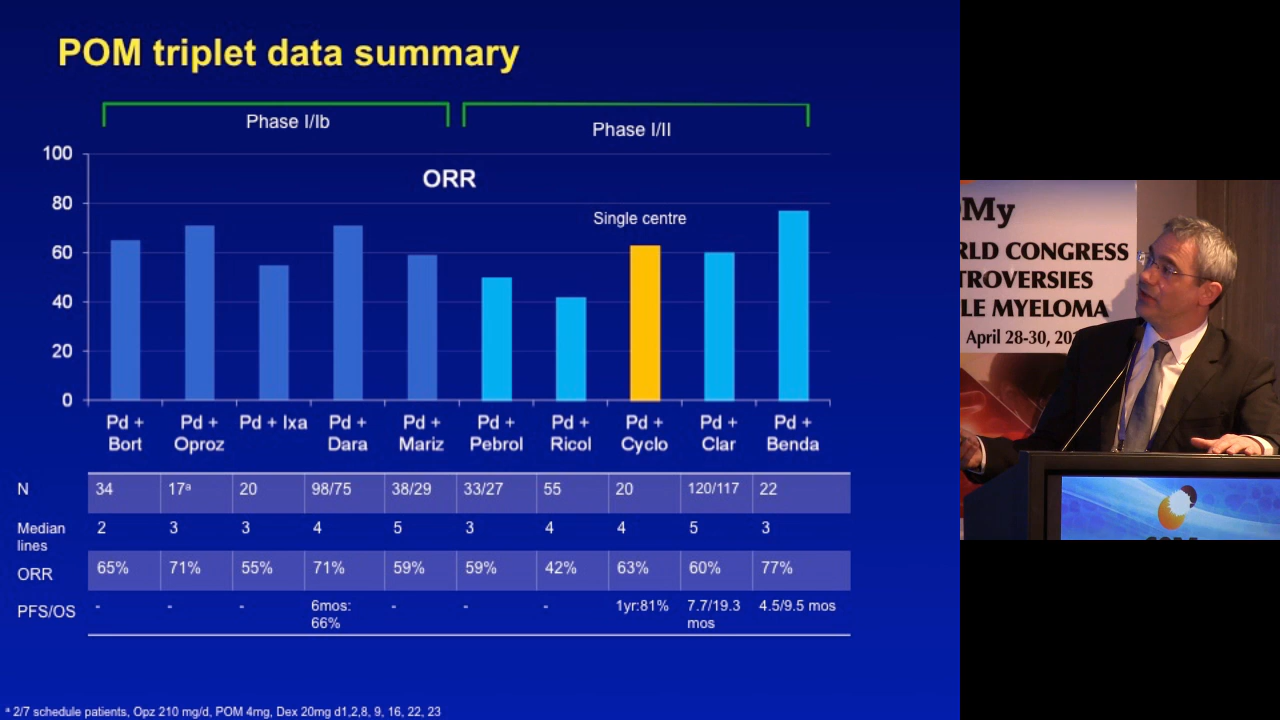 POM triplet data summary
Phase I/Ib
Phase I/II
ORR
Single centre
100
80
60
40
20
0
Pd + Bort
Pd + Oproz
Pd + Ixa
Pd + Dara
Pd + Mariz
Pd + Pebrol
Pd + Ricol
Pd + Cyclo
Pd + Clar
Pd + Benda
N 34 17ª 20 98/75 38/29 33/27 55 20 120/117 22
Median lines 2 3 3 4 5 3 4 4 5 3
ORR 65% 71% 55% 71% 59% 59% 42% 63% 60% 77%
PFS/OS - - - 6mos: 66% - - - 1yr:81% 7.7/19.3 mos 4.5/9.5 mos
ª 2/7 schedule patients, Opz 210 mg/d, POM 4mg, Dex 20mg d1,2,8, 9, 16, 22, 23
My
RLD CONGRESS
TROVERSIES
LE MYELOMA
April 28-30, 20